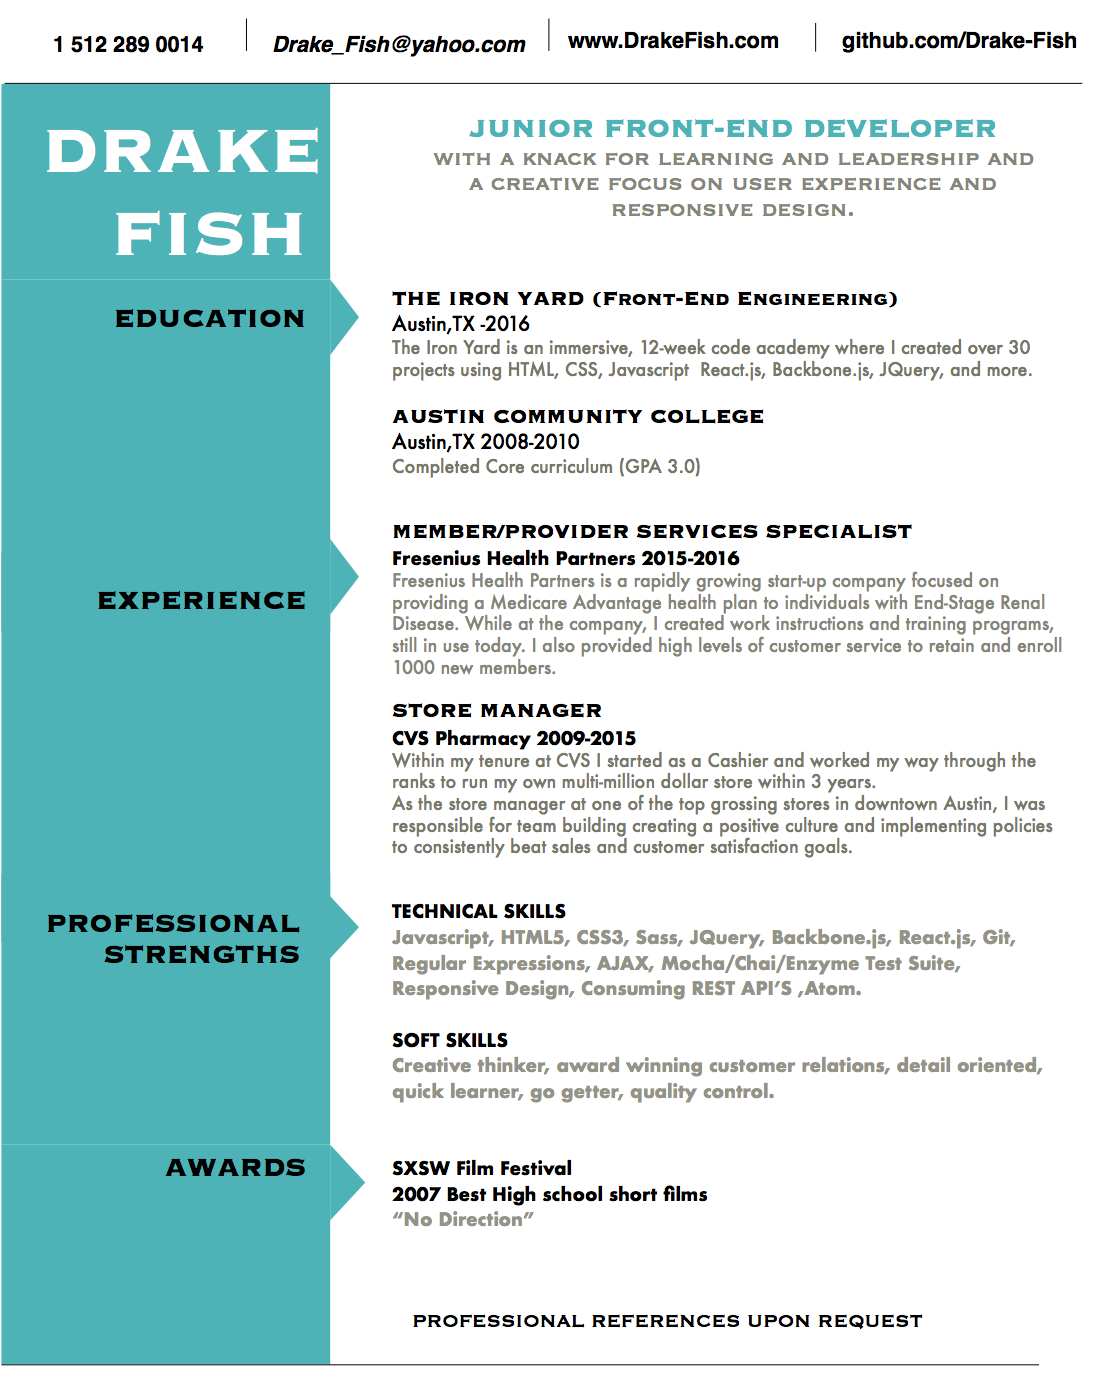 1 512 289 0014
Drake_Fish@yahoo.com
www.DrakeFish.com
github.com/Drake-Fish
DRAKE
FISH
JUNIOR FRONT-END DEVELOPER
WITH A KNACK FOR LEARNING AND LEADERSHIP AND
A CREATIVE FOCUS ON USER EXPERIENCE AND
RESPONSIVE DESIGN.
EDUCATION
THE IRON YARD (FRONT-END ENGINEERING)
Austin,TX -2016
The Iron Yard is an immersive, 12-week code academy where I created over 30
projects using HTML, CSS, Javascript  React.js, Backbone.js, JQuery, and more.
AUSTIN COMMUNITY COLLEGE
Austin,TX 2008-2010
Completed Core curriculum (GPA 3.0)
EXPERIENCE
MEMBER/PROVIDER SERVICES SPECIALIST
Fresenius Health Partners 2015-2016
Fresenius Health Partners is a rapidly growing start-up company focused on
providing a Medicare Advantage health plan to individuals with End-Stage Renal
Disease. While at the company, I created work instructions and training programs,
still in use today. I also provided high levels of customer service to retain and enroll
1000 new members.
STORE MANAGER
CVS Pharmacy 2009-2015
Within my tenure at CVS I started as a Cashier and worked my way through the
ranks to run my own multi-million dollar store within 3 years.
As the store manager at one of the top grossing stores in downtown Austin, I was
responsible for team building creating a positive culture and implementing policies
to consistently beat sales and customer satisfaction goals.
PROFESSIONAL
STRENGTHS
TECHNICAL SKILLS
Javascript, HTML5, CSS3, Sass, JQuery, Backbone.js, React.js, Git,
Regular Expressions, AJAX, Mocha/Chai/Enzyme Test Suite,
Responsive Design, Consuming REST API'S ,Atom.
SOFT SKILLS
Creative thinker, award winning customer relations, detail oriented,
quick learner, go getter, quality control.
AWARDS
SXSW Film Festival
2007 Best High school short films
“No Direction”
PROFESSIONAL REFERENCES UPON REQUEST